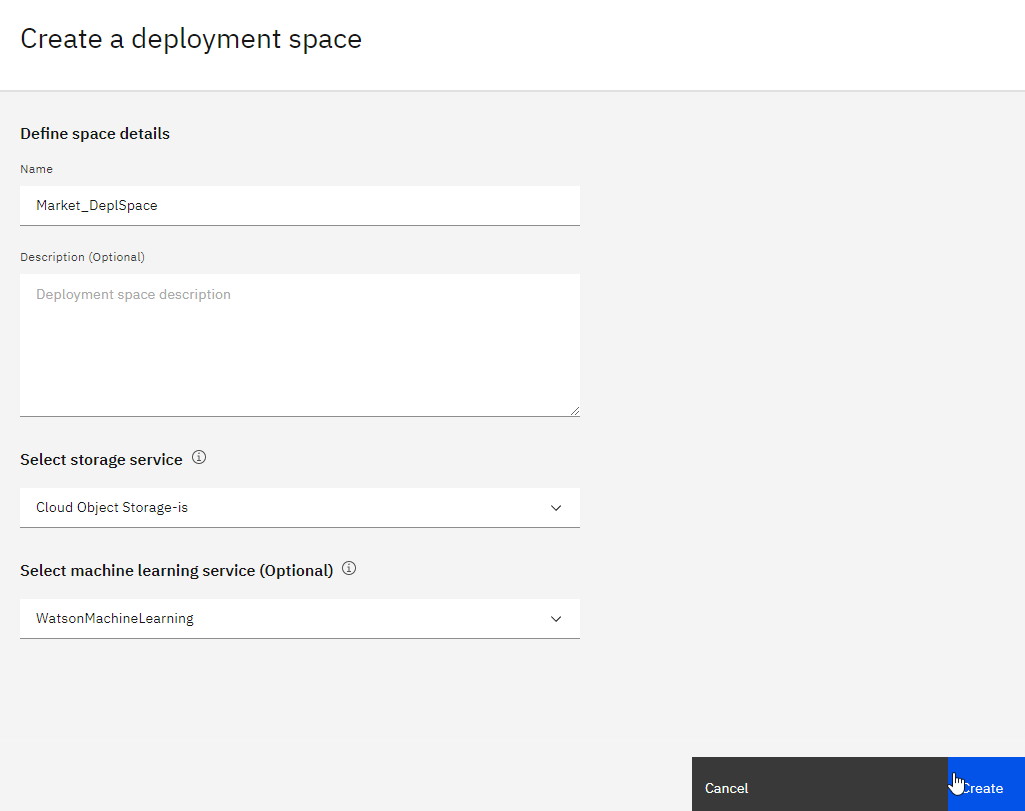 Create a deployment space
Define space details
Name
Market_DeplSpace
Description (Optional)
Deployment space description
Select storage service
Cloud Object Storage-is
Select machine learning service (Optional)
WatsonMachineLearning
Cancel
Create